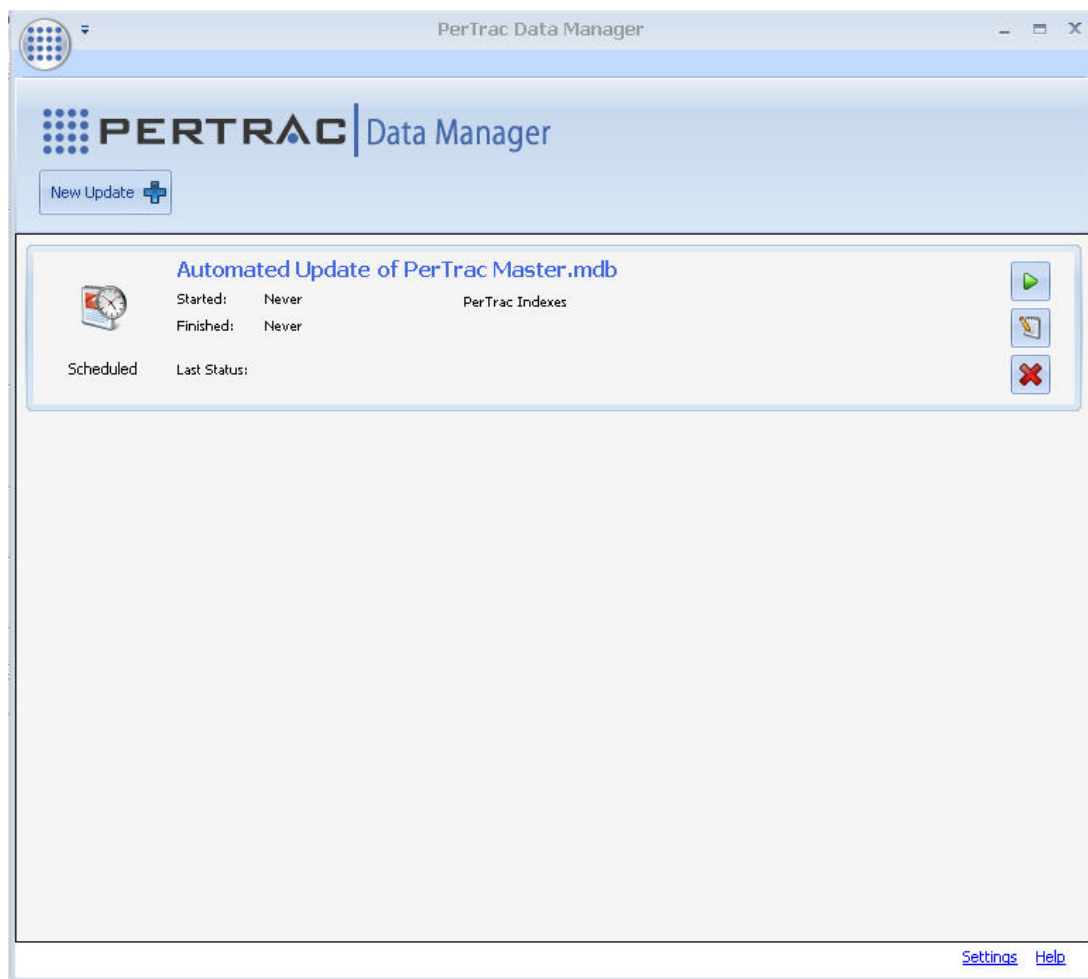 PerTrac Data Manager
PERTRAC Data Manager
New Update
Automated Update of PerTrac Master.mdb
Started: Never PerTrac Indexes
Finished: Never
Scheduled Last Status:
Settings Help